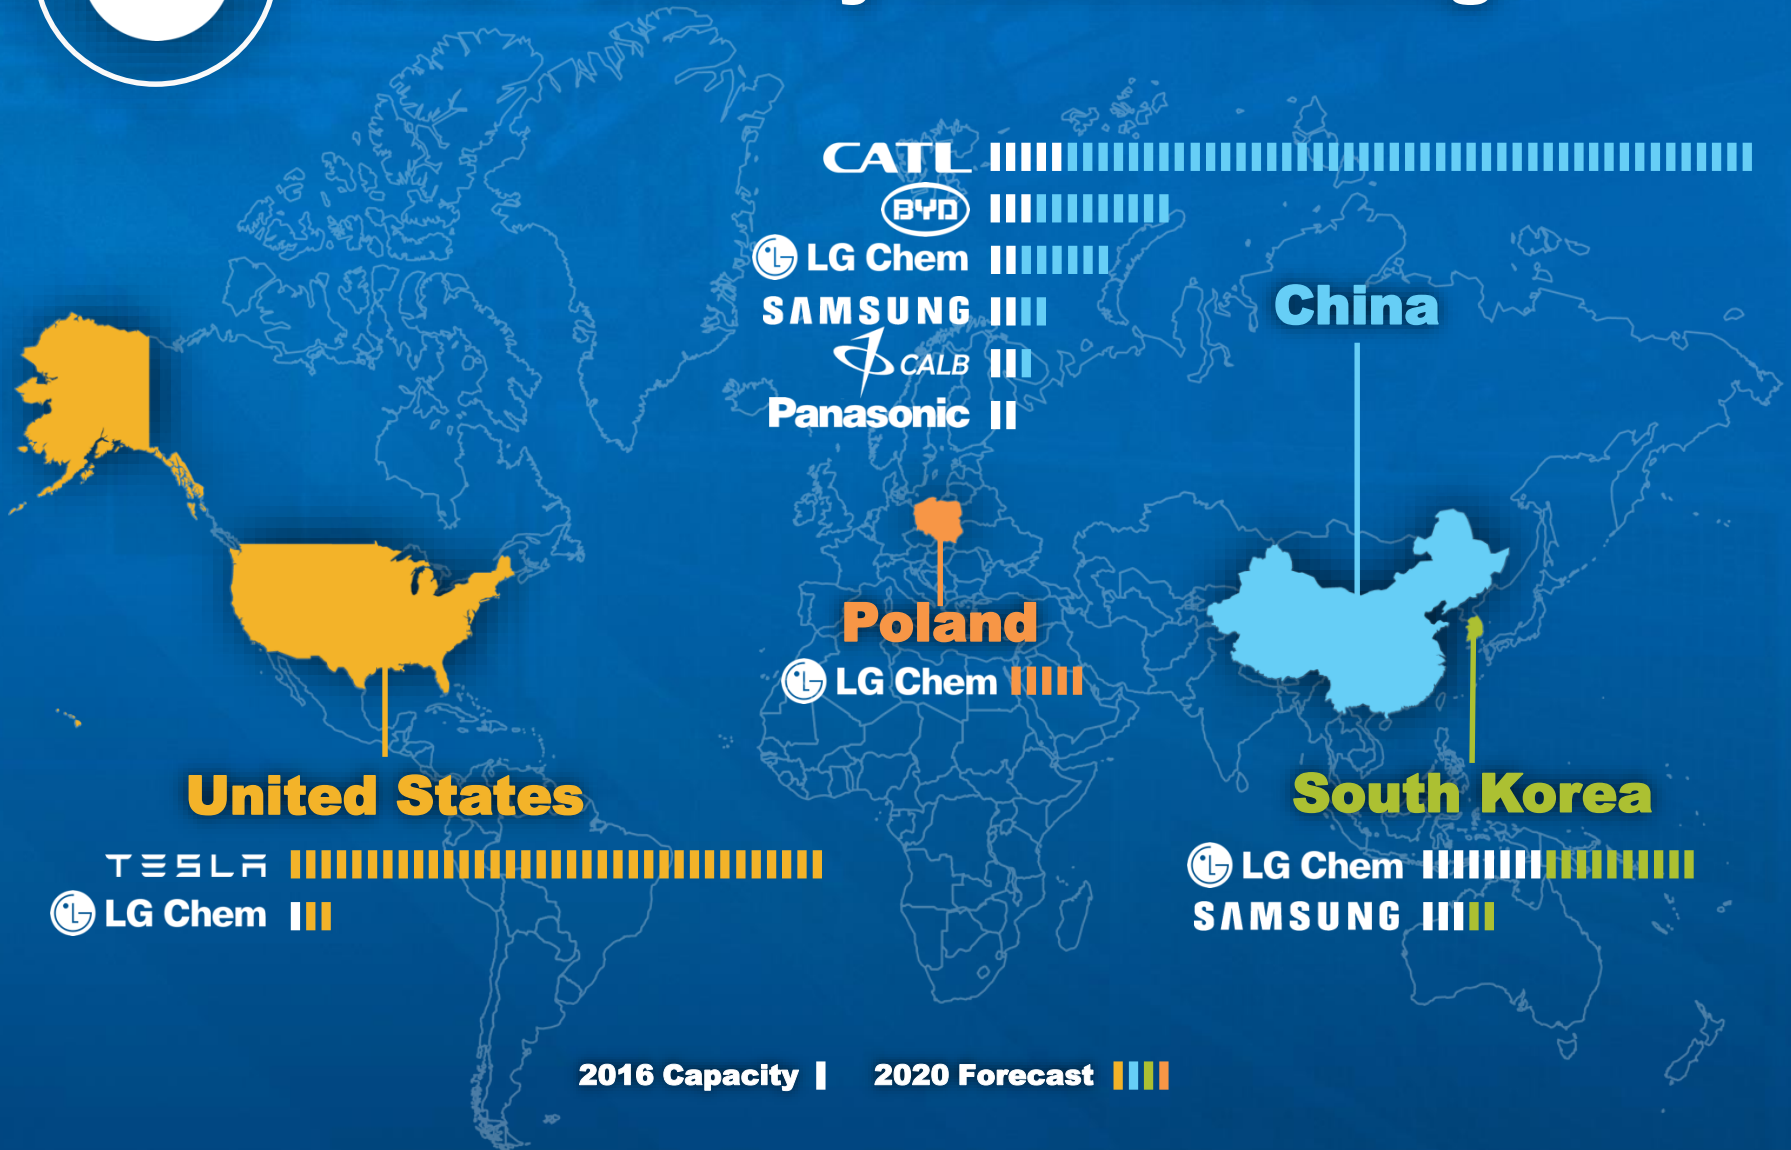 CATL
BYD
LG Chem
SAMSUNG
CALB
Panasonic
China
Poland
LG Chem
United States
TESLA
LG Chem
South Korea
LG Chem
SAMSUNG
2016 Capacity
2020 Forecast